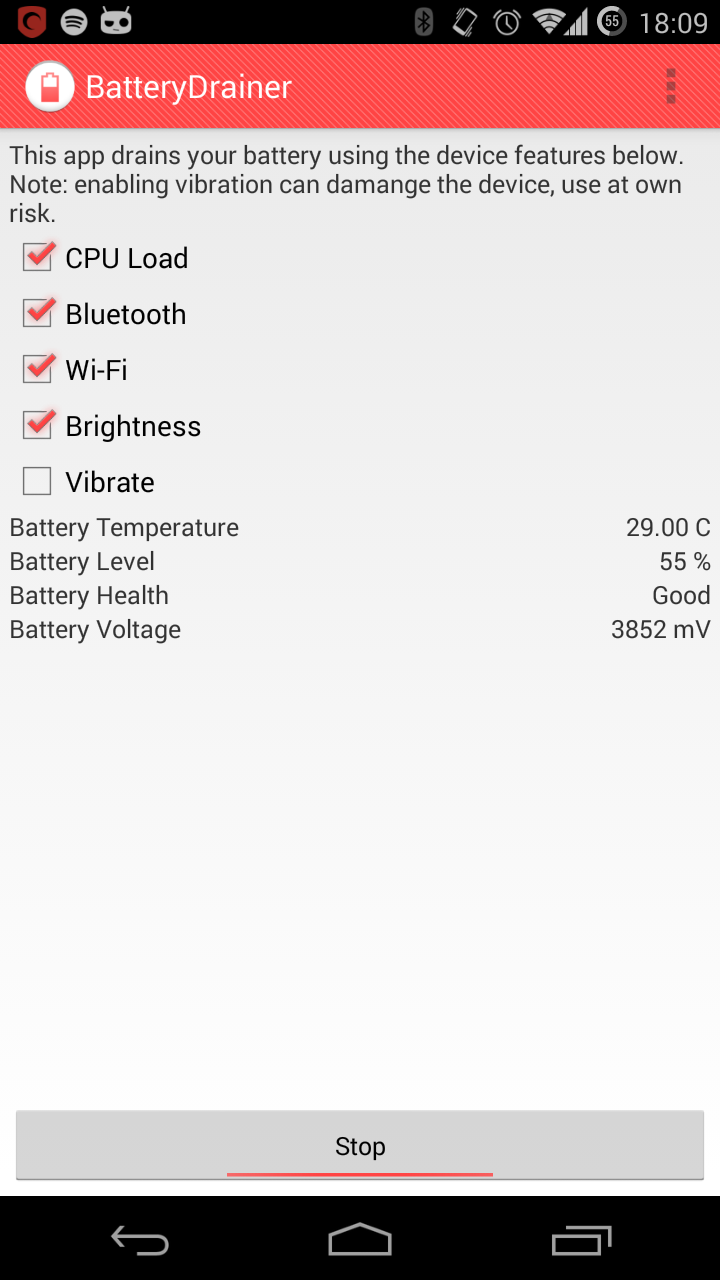 55 18:09
BatteryDrainer
This app drains your battery using the device features below.
Note: enabling vibration can damange the device, use at own
risk.
CPU Load
Bluetooth
Wi-Fi
Brightness
Vibrate
Battery Temperature 29.00 C
Battery Level 55 %
Battery Health Good
Battery Voltage 3852 mV
Stop